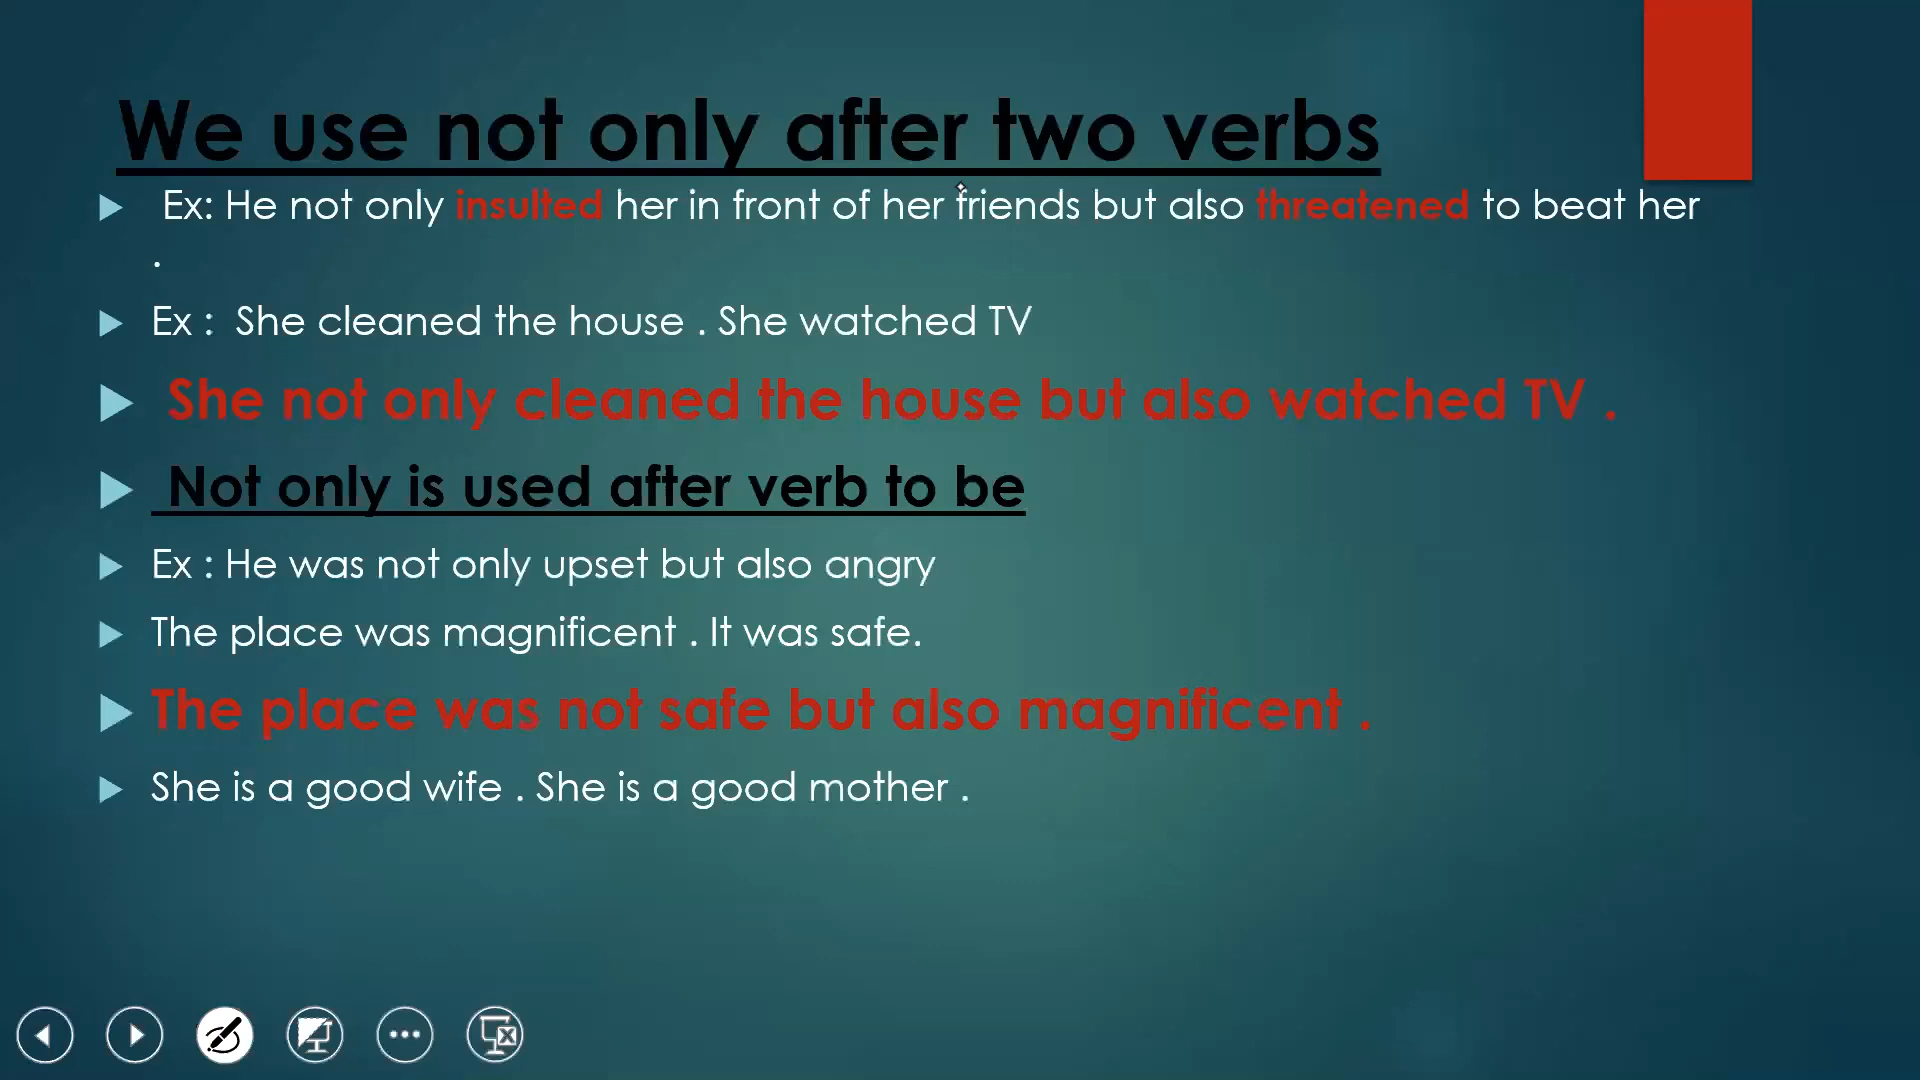 We use not only after two verbs
Ex: He not only insulted her in front of her friends but also threatened to beat her
.
Ex : She cleaned the house . She watched TV
She not only cleaned the house but also watched TV .
Not only is used after verb to be
Ex : He was not only upset but also angry
The place was magnificent . It was safe.
The place was not safe but also magnificent .
She is a good wife . She is a good mother .